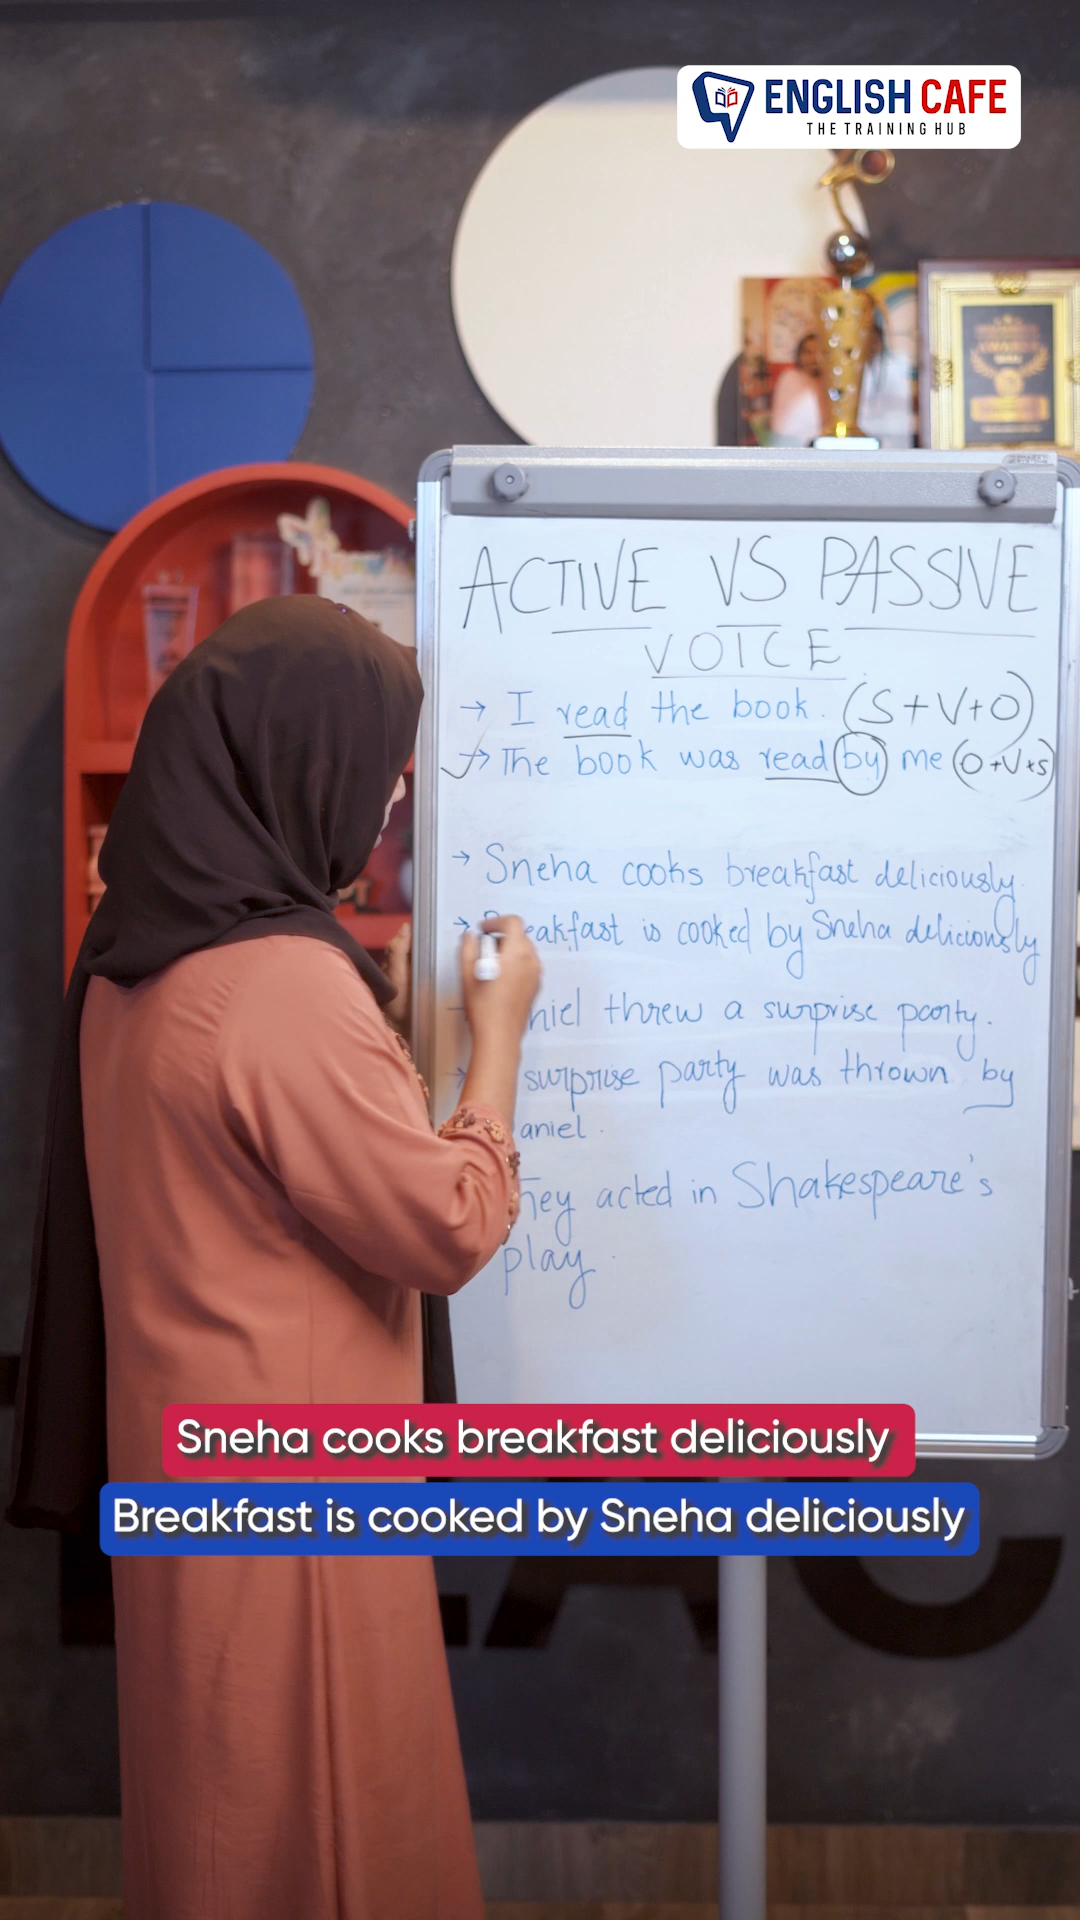 ENGLISH CAFE
THE TRAINING HUB
ACTIVE VS PASSIVE
VOICE
→ I read the book. (S+V+O)
→ The book was read by me (O+V+S)
→ Sneha cooks breakfast deliciously.
→ Breakfast is cooked by Sneha deliciously
niel threw a surprise party.
→ surprise party was thrown by
aniel.
hey acted in Shakespeare's
play.
Sneha cooks breakfast deliciously
Breakfast is cooked by Sneha deliciously